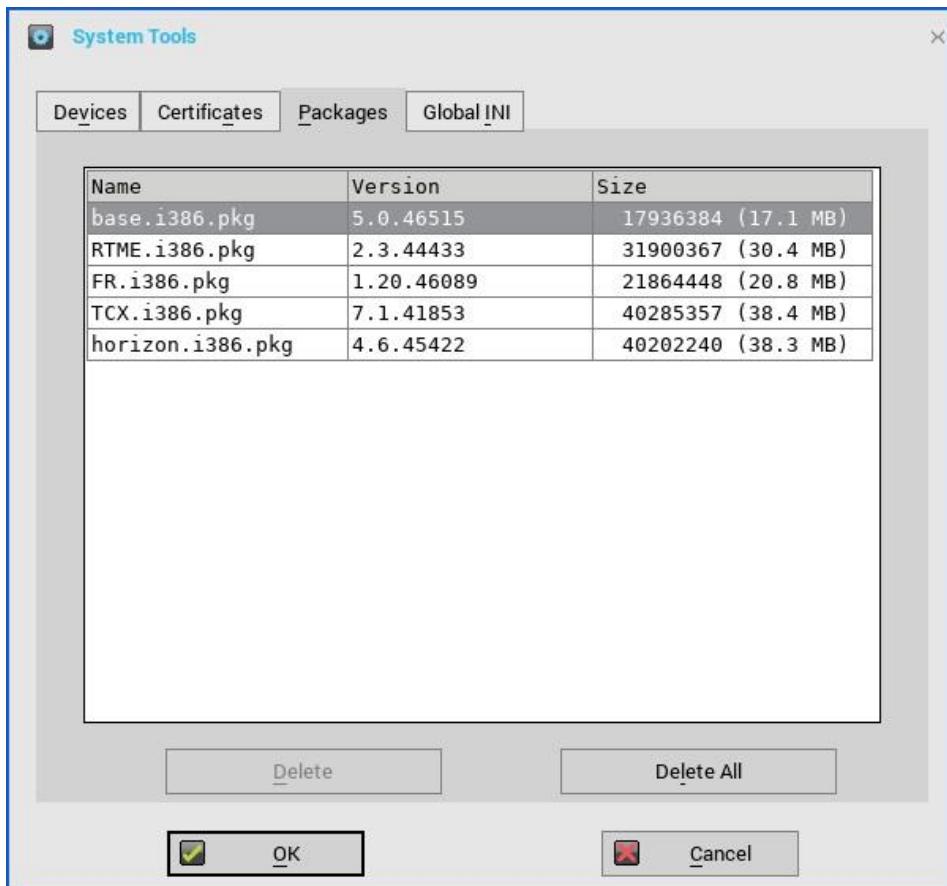 System Tools
Devices Certificates Packages Global INI
Name Version Size
base.i386.pkg 5.0.46515 17936384 (17.1 MB)
RTME.i386.pkg 2.3.44433 31900367 (30.4 MB)
FR.i386.pkg 1.20.46089 21864448 (20.8 MB)
TCX.i386.pkg 7.1.41853 40285357 (38.4 MB)
horizon.i386.pkg 4.6.45422 40202240 (38.3 MB)
Delete Delete All
OK Cancel